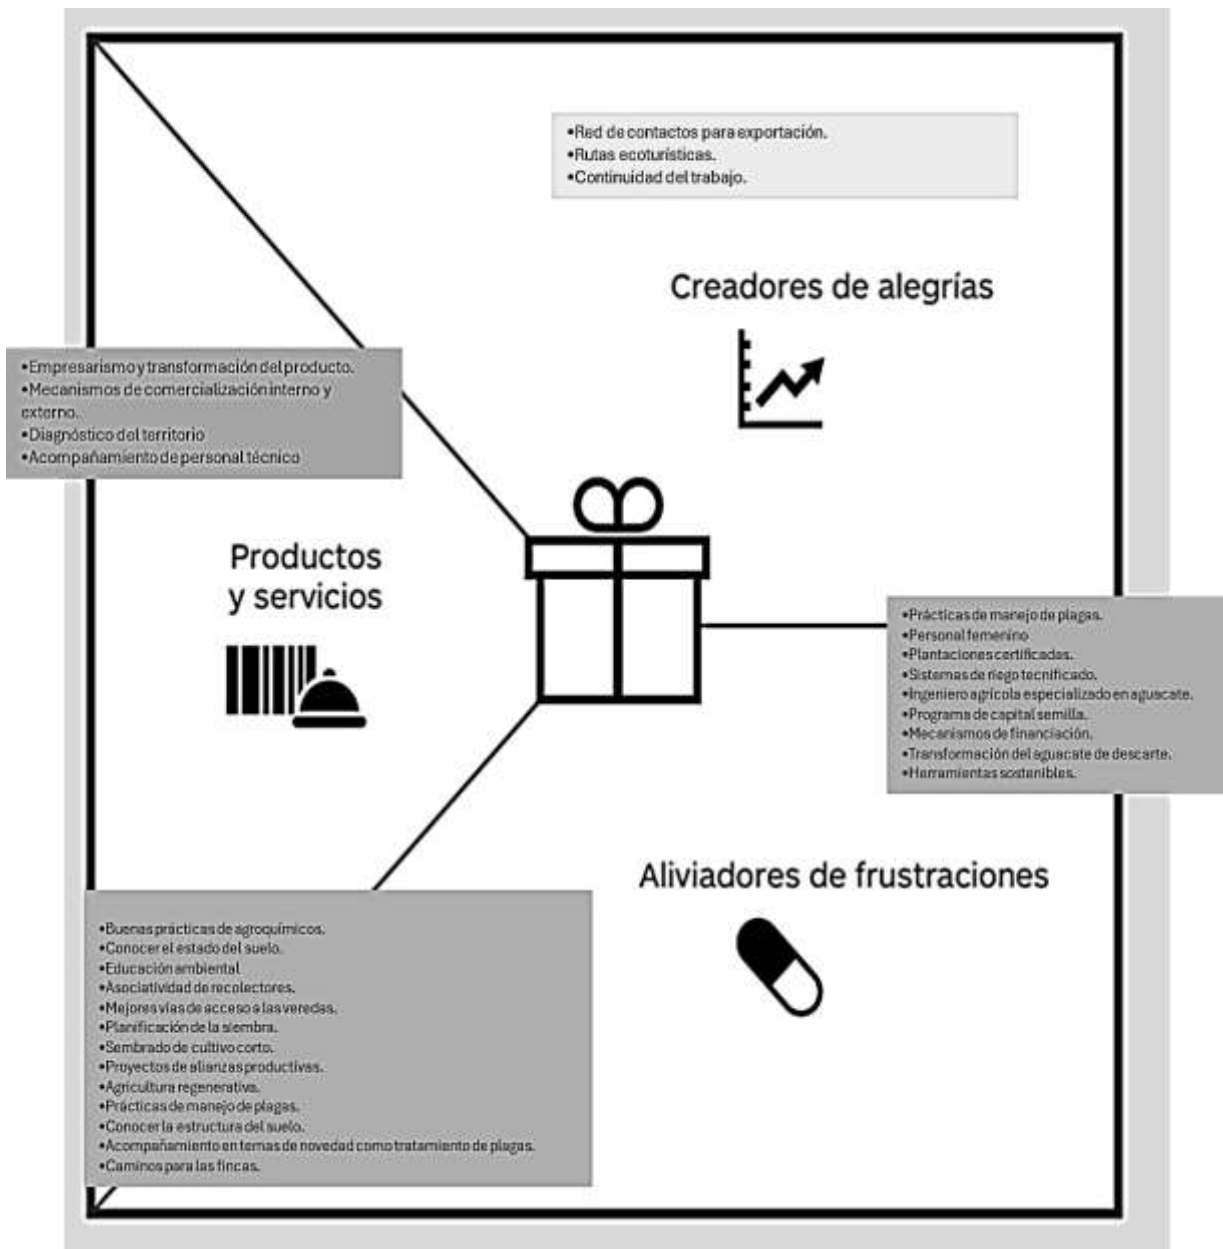 •Red de contactos para exportación.
•Rutas ecoturísticas.
•Continuidad del trabajo.
Creadores de alegrías
•Empresarismo y transformación del producto.
•Mecanismos de comercialización interno y
externo.
•Diagnóstico del territorio
•Acompañamiento de personal técnico
Productos
y servicios
•Prácticas de manejo de plagas.
•Personal femenino
•Plantaciones certificadas.
•Sistemas de riego tecnificado.
•Ingeniero agrícola especializado en aguacate.
•Programa de capital semilla.
•Mecanismos de financiación.
•Transformación del aguacate de descarte.
•Herramientas sostenibles.
Aliviadores de frustraciones
•Buenas prácticas de agroquímicos.
•Conocer el estado del suelo.
•Educación ambiental
•Asociatividad de recolectores.
•Mejores vías de acceso a las veredas.
•Planificación de la siembra.
•Sembrado de cultivo corto.
•Proyectos de alianzas productivas.
•Agricultura regenerativa.
•Prácticas de manejo de plagas.
•Conocer la estructura del suelo.
•Acompañamiento en temas de novedad como tratamiento de plagas.
•Caminos para las fincas.